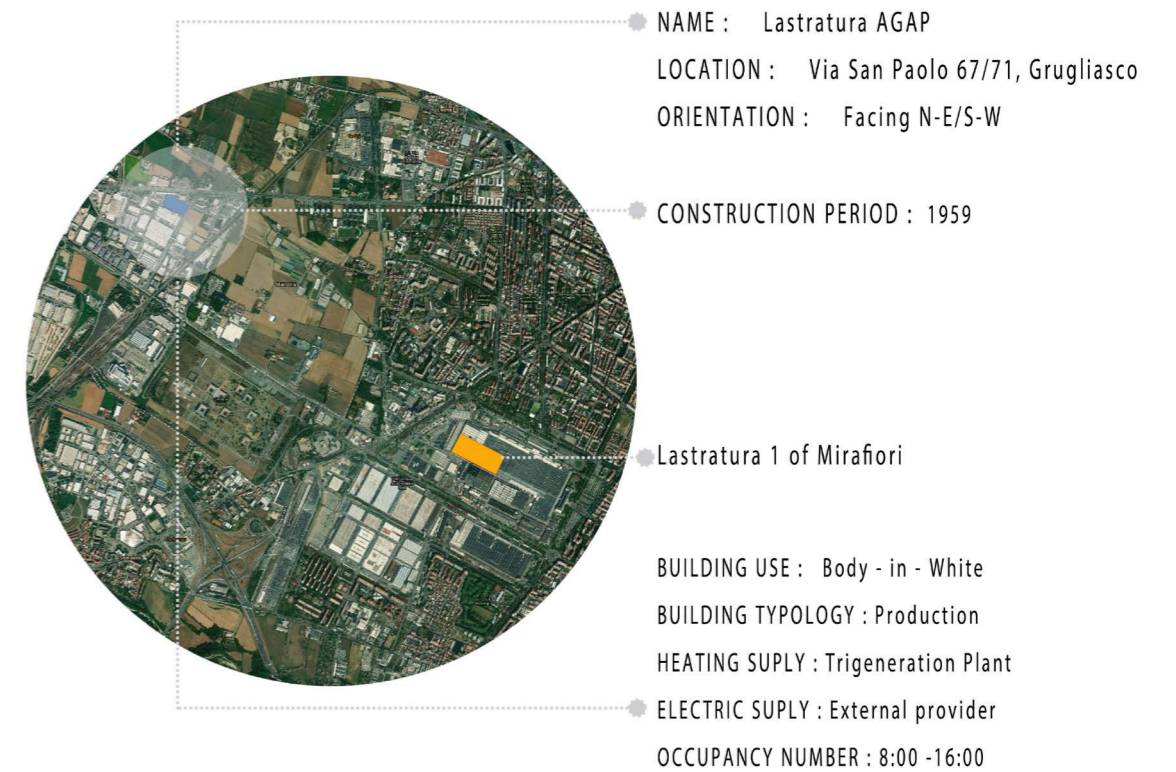 NAME : Lastratura AGAP
LOCATION : Via San Paolo 67/71, Grugliasco
ORIENTATION : Facing N-E/S-W
CONSTRUCTION PERIOD : 1959
Lastratura 1 of Mirafiori
BUILDING USE : Body - in - White
BUILDING TYPOLOGY : Production
HEATING SUPLY : Trigeneration Plant
ELECTRIC SUPLY : External provider
OCCUPANCY NUMBER : 8:00 -16:00